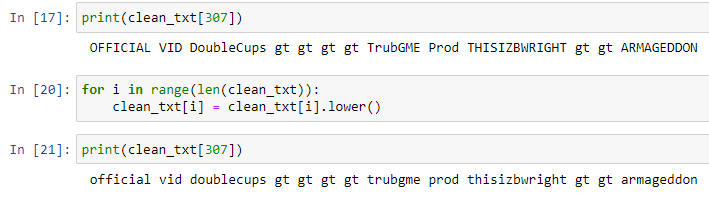 In [17]: print(clean_txt[307])
OFFICIAL VID DoubleCups gt gt gt gt TrubGME Prod THISIZBWRIGHT gt gt ARMAGEDDON
In [20]: for i in range(len(clean_txt)):
    clean_txt[i] = clean_txt[i].lower()
In [21]: print(clean_txt[307])
official vid doublecups gt gt gt gt trubgme prod thisizbwright gt gt armageddon